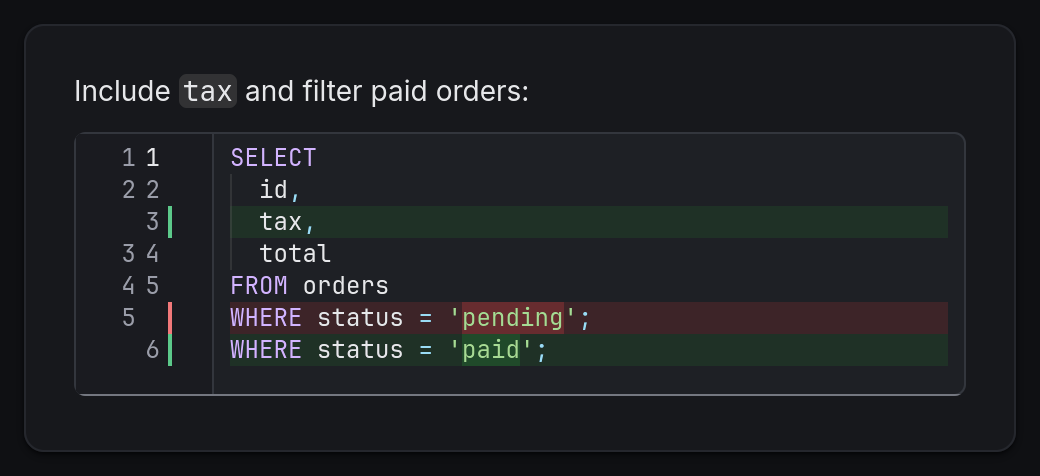 Include tax and filter paid orders:
1 1 SELECT
2 2   id,
3   tax,
3 4   total
4 5 FROM orders
5 WHERE status = 'pending';
6 WHERE status = 'paid';